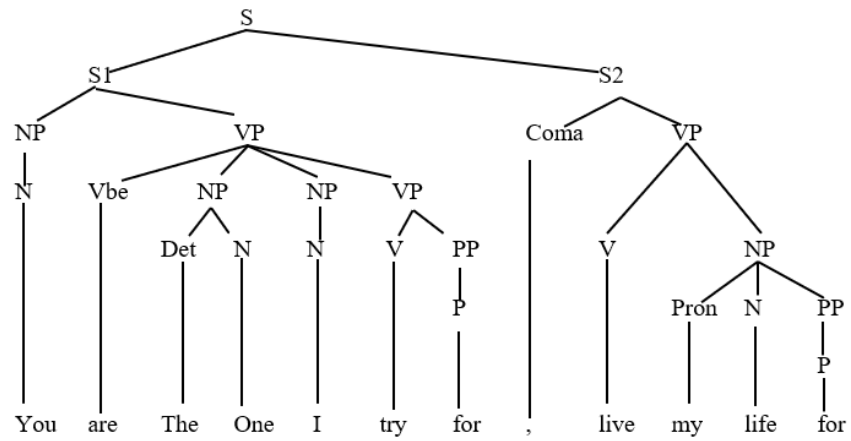 S
S1 S2
NP VP Coma VP
N Vbe NP NP VP
Det N N V PP V NP
P Pron N PP
P
You are The One I try for , live my life for